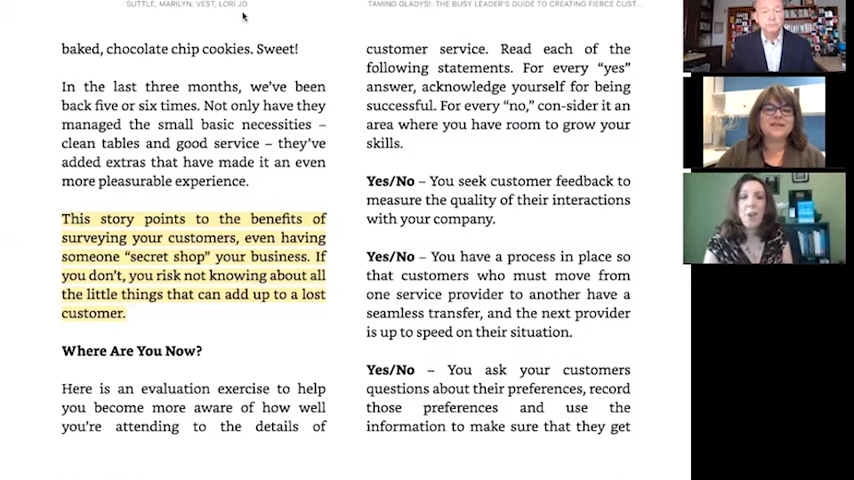 SUTTLE, MARILYN; VEST, LORI JO
TAMING GLADYS!: THE BUSY LEADER'S GUIDE TO CREATING FIERCE CUST...
baked, chocolate chip cookies. Sweet!
In the last three months, we've been
back five or six times. Not only have they
managed the small basic necessities –
clean tables and good service – they've
added extras that have made it an even
more pleasurable experience.
This story points to the benefits of
surveying your customers, even having
someone "secret shop" your business. If
you don't, you risk not knowing about all
the little things that can add up to a lost
customer.
Where Are You Now?
Here is an evaluation exercise to help
you become more aware of how well
you're attending to the details of
customer service. Read each of the
following statements. For every "yes"
answer, acknowledge yourself for being
successful. For every "no," con-sider it an
area where you have room to grow your
skills.
Yes/No – You seek customer feedback to
measure the quality of their interactions
with your company.
Yes/No – You have a process in place so
that customers who must move from
one service provider to another have a
seamless transfer, and the next provider
is up to speed on their situation.
Yes/No – You ask your customers
questions about their preferences, record
those preferences and use the
information to make sure that they get